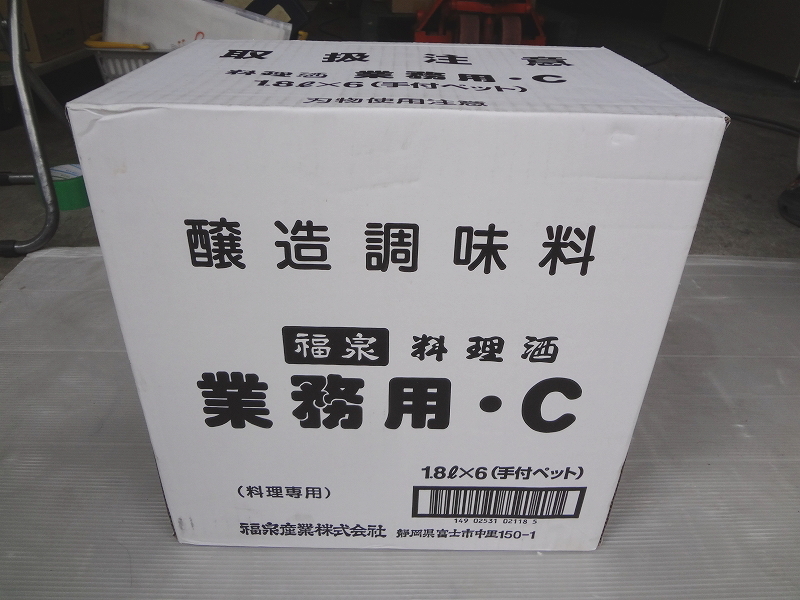 取扱注意
料理酒 業務用・C
1.8ℓ×6(手付ペット)
刃物使用注意
醸造調味料
福泉 料理酒
業務用・C
1.8ℓ×6(手付ペット)
(料理専用)
149 02531 02118 5
福泉産業株式会社 静岡県富士市中里150-1